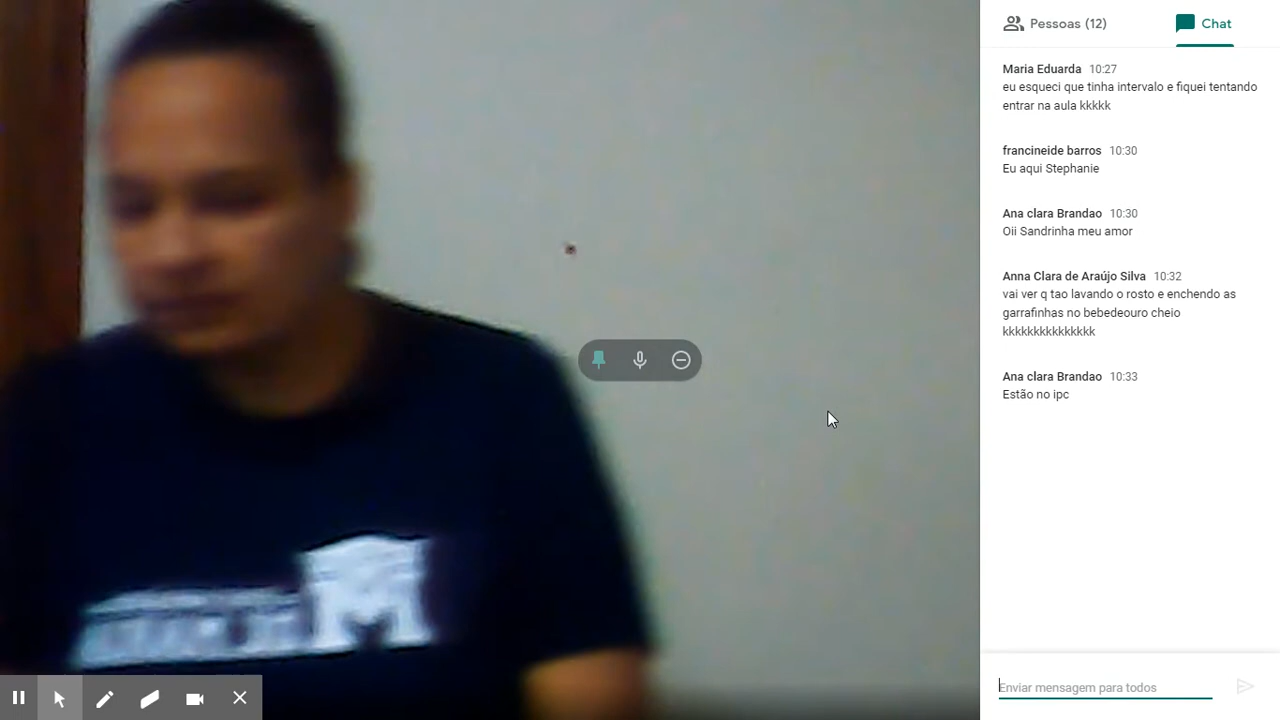 Pessoas (12)
Chat
Maria Eduarda 10:27
eu esqueci que tinha intervalo e fiquei tentando
entrar na aula kkkkk
francineide barros 10:30
Eu aqui Stephanie
Ana clara Brandao 10:30
Oii Sandrinha meu amor
Anna Clara de Araújo Silva 10:32
vai ver q tao lavando o rosto e enchendo as
garrafinhas no bebedeouro cheio
kkkkkkkkkkkkkkk
Ana clara Brandao 10:33
Estão no ipc
M
Enviar mensagem para todos